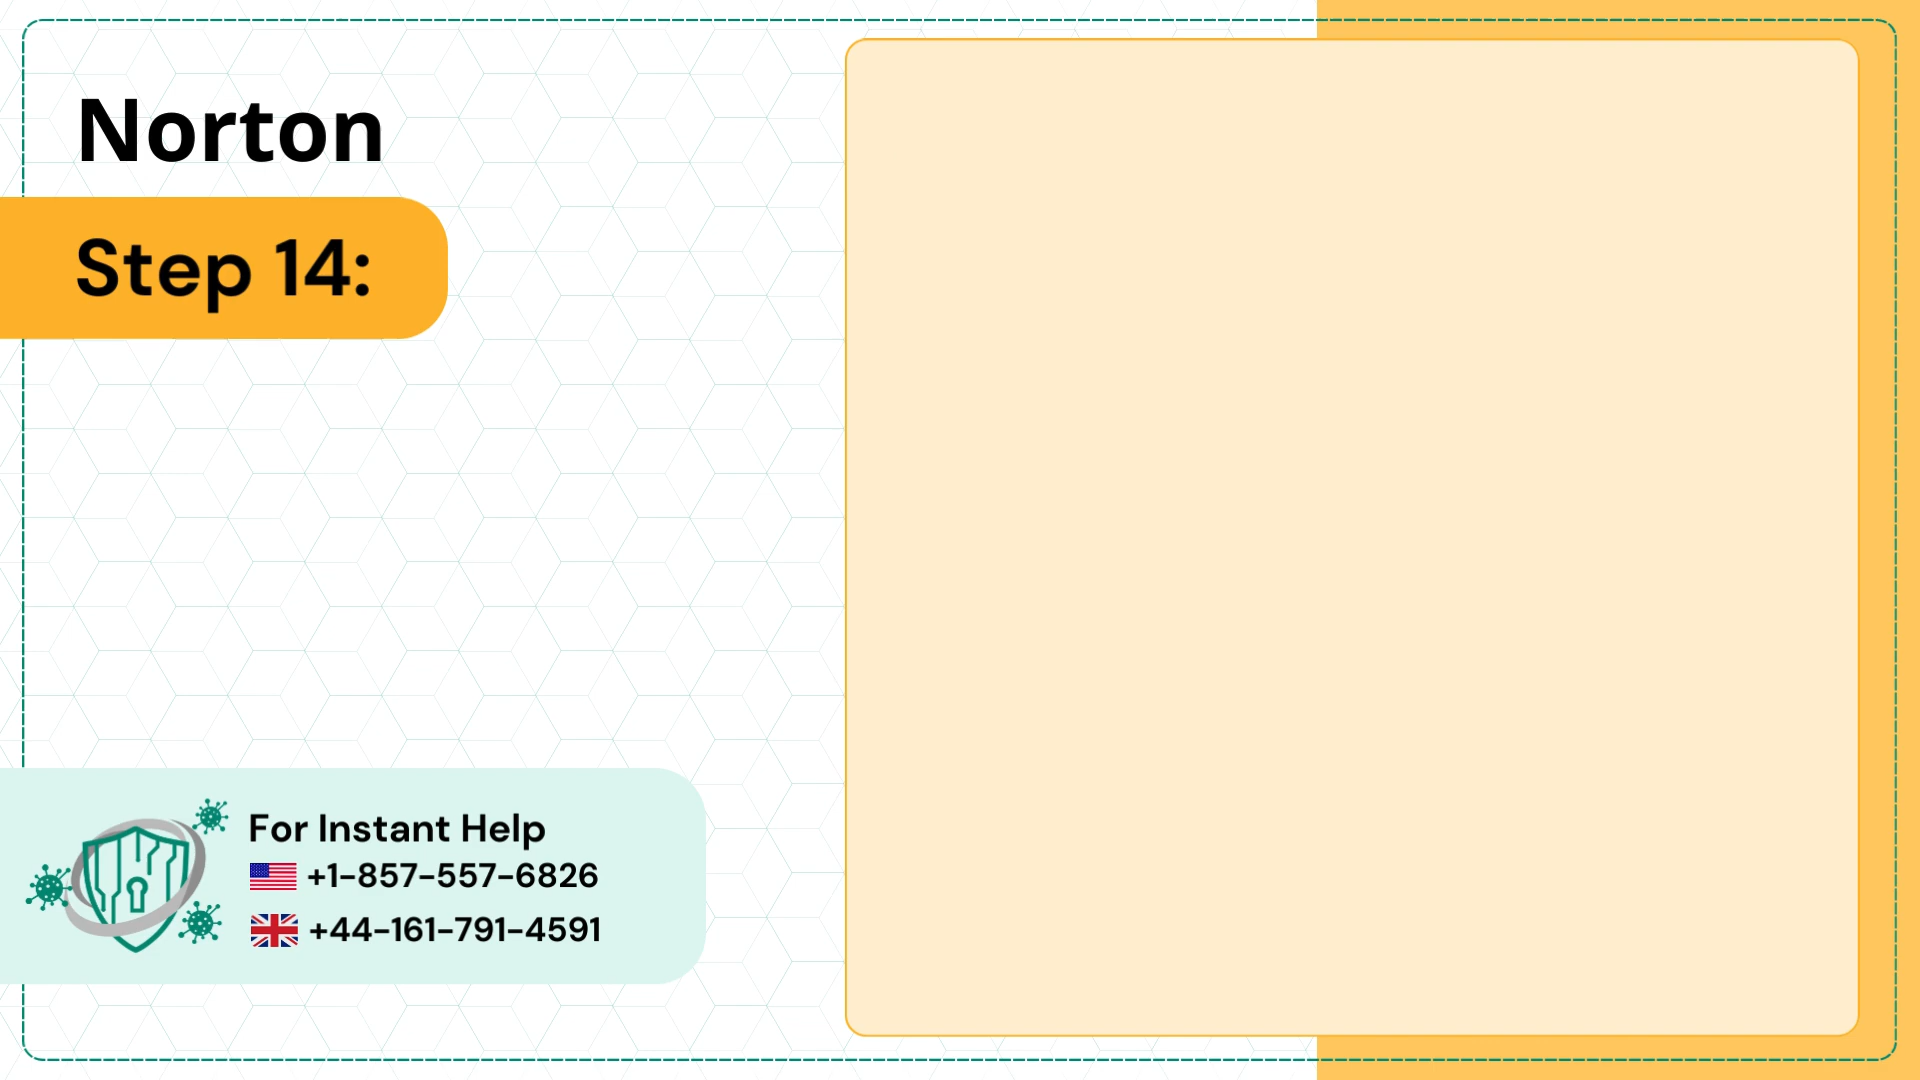 Norton
Step 14:
For Instant Help
+1-857-557-6826
+44-161-791-4591